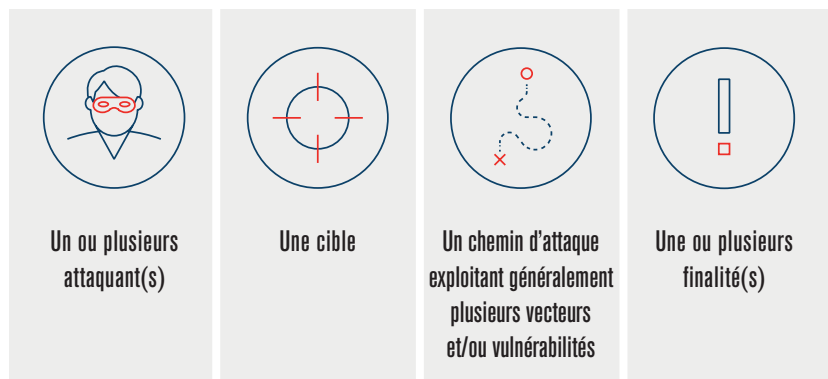 Un ou plusieurs
attaquant(s)
Une cible
Un chemin d'attaque
exploitant généralement
plusieurs vecteurs
et/ou vulnérabilités
Une ou plusieurs
finalité(s)